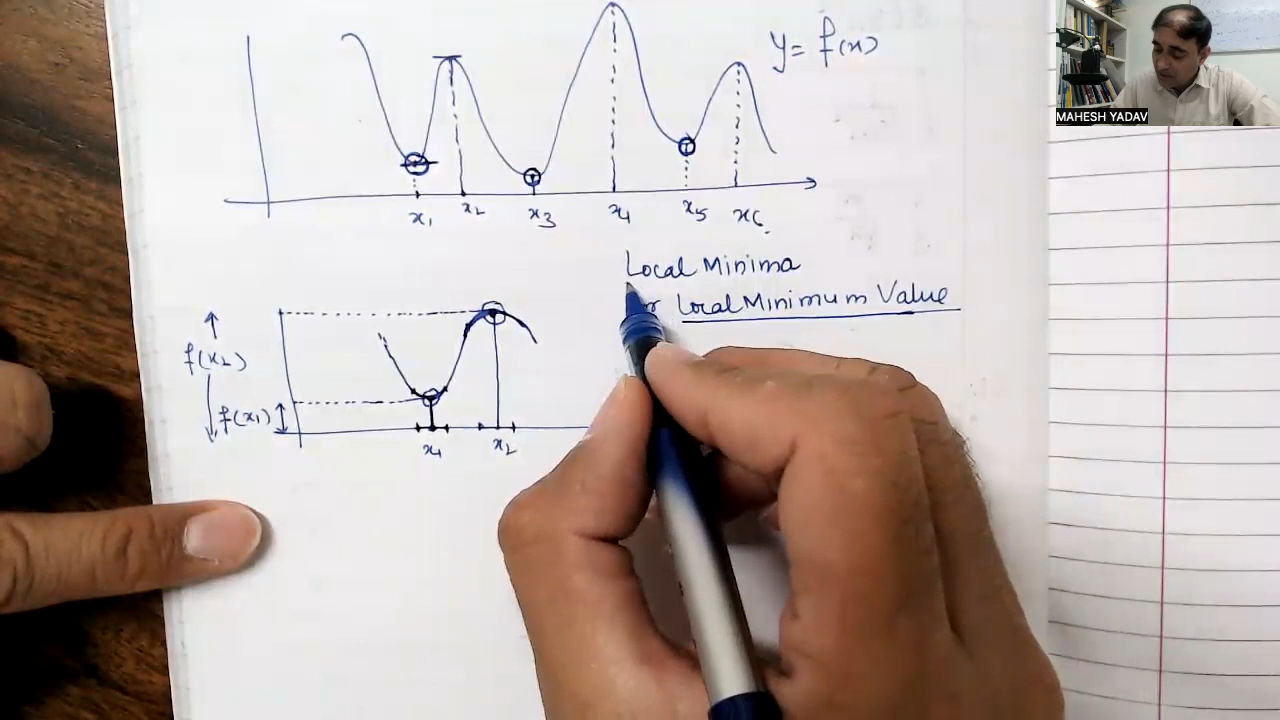 y = f(x)
MAHESH YADAV
x1 x2 x3 x4 x5 x6
Local Minima
Local Minimum Value
f(x2)
f(x1)
x1 x2